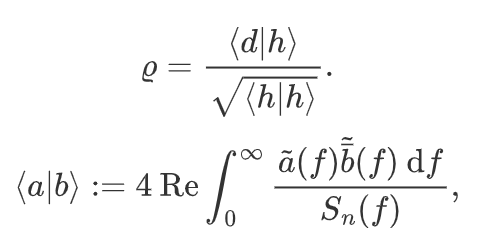 ϱ = ⟨d|h⟩ / √⟨h|h⟩.
⟨a|b⟩ := 4 Re ∫₀^∞ ã(f) b̃̄(f) df / Sₙ(f),